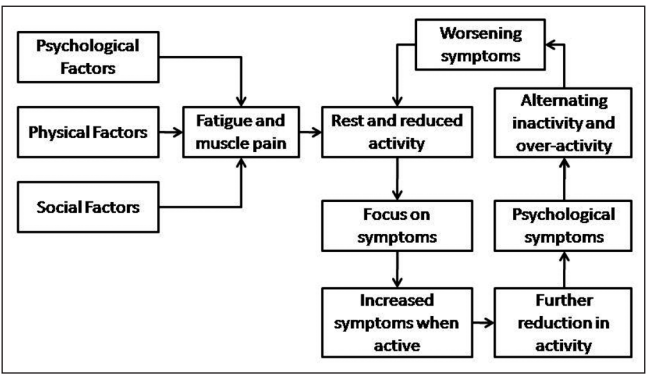 Psychological
Factors
Physical Factors
Social Factors
Fatigue and
muscle pain
Rest and reduced
activity
Focus on
symptoms
Increased
symptoms when
active
Further
reduction in
activity
Psychological
symptoms
Alternating
inactivity and
over-activity
Worsening
symptoms